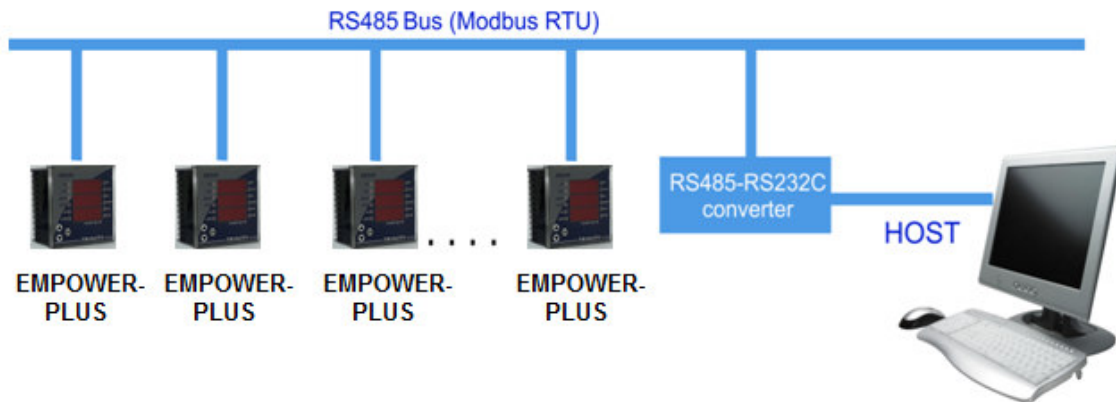 RS485 Bus (Modbus RTU)
RS485-RS232C
converter
HOST
EMPOWER-
PLUS
EMPOWER-
PLUS
EMPOWER-
PLUS
. . . .
EMPOWER-
PLUS